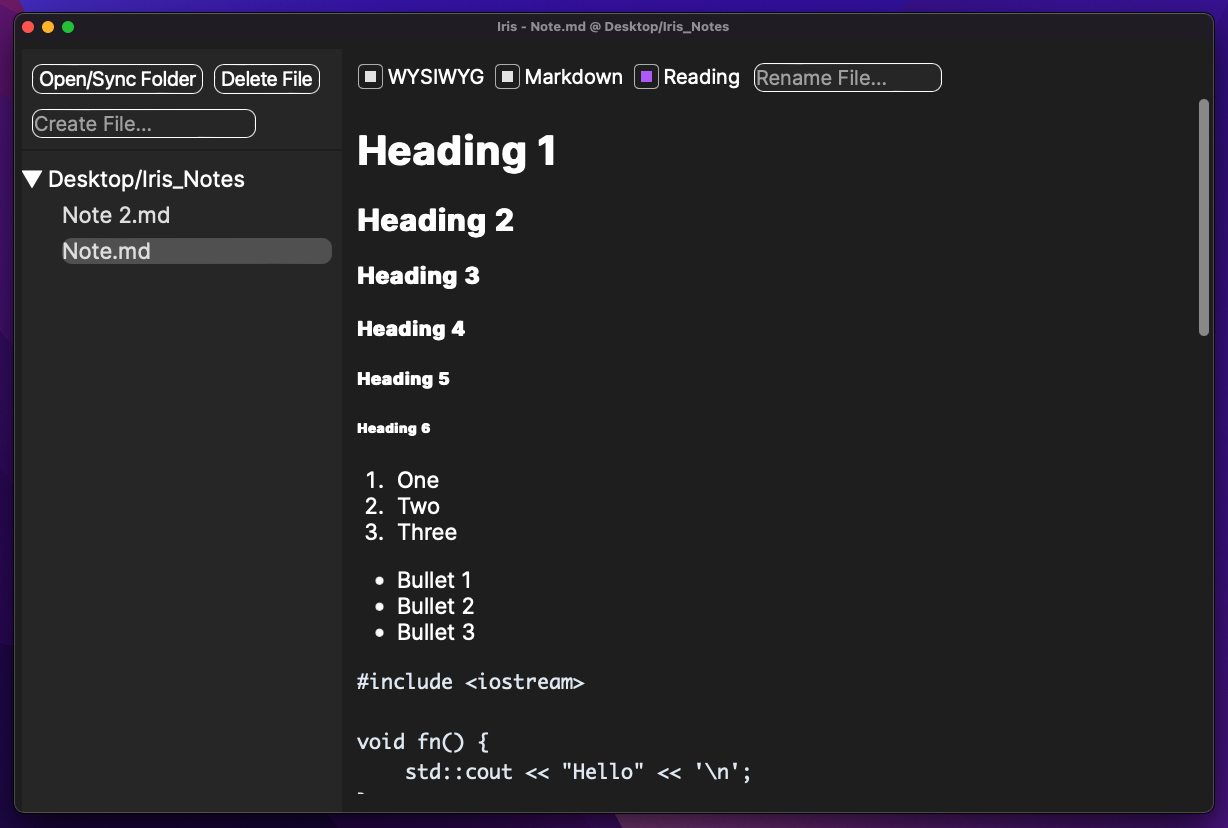 Iris - Note.md @ Desktop/Iris_Notes
Open/Sync Folder Delete File
Create File...
Desktop/Iris_Notes
Note 2.md
Note.md
WYSIWYG Markdown Reading Rename File...
Heading 1
Heading 2
Heading 3
Heading 4
Heading 5
Heading 6
1. One
2. Two
3. Three
• Bullet 1
• Bullet 2
• Bullet 3
#include <iostream>
void fn() {
    std::cout << "Hello" << '\n';